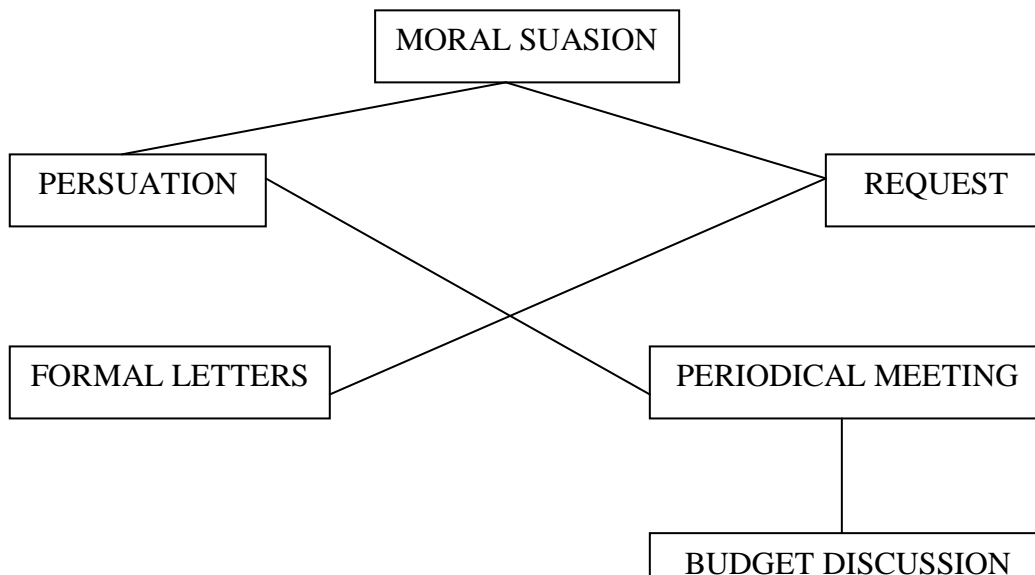 MORAL SUASION
PERSUATION
REQUEST
FORMAL LETTERS
PERIODICAL MEETING
BUDGET DISCUSSION